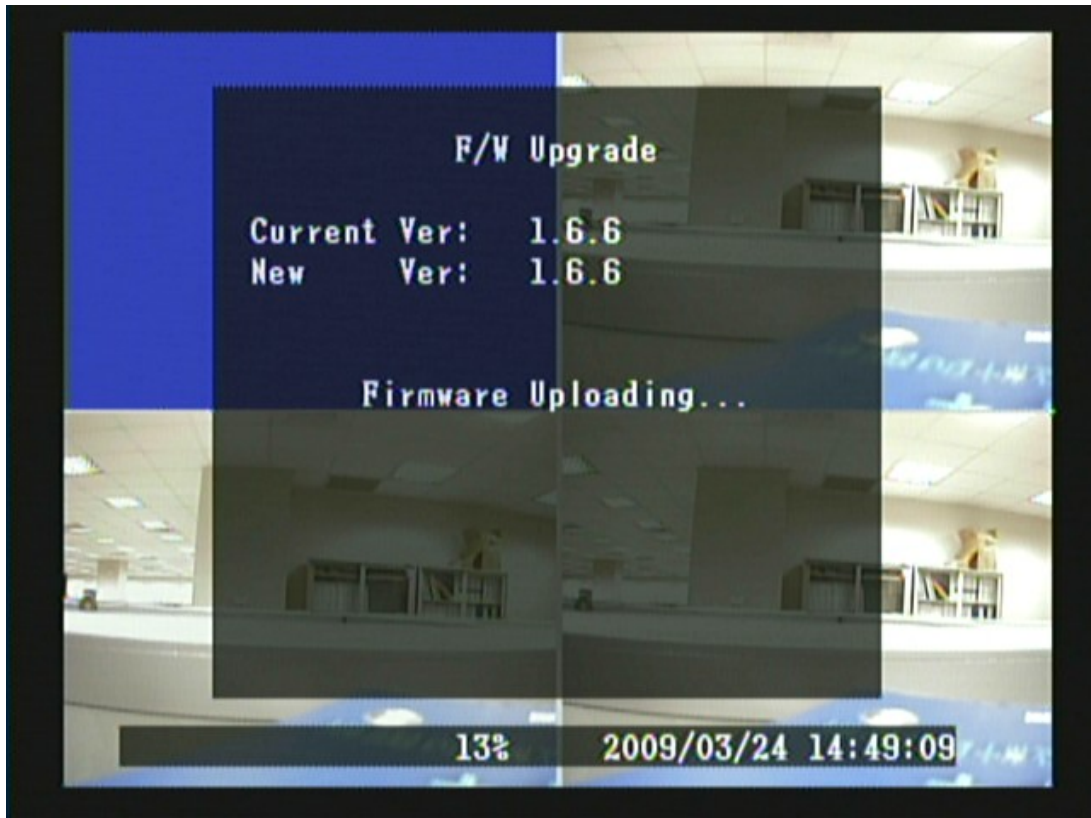 F/W Upgrade
Current Ver: 1.6.6
New Ver: 1.6.6
Firmware Uploading...
13% 2009/03/24 14:49:09